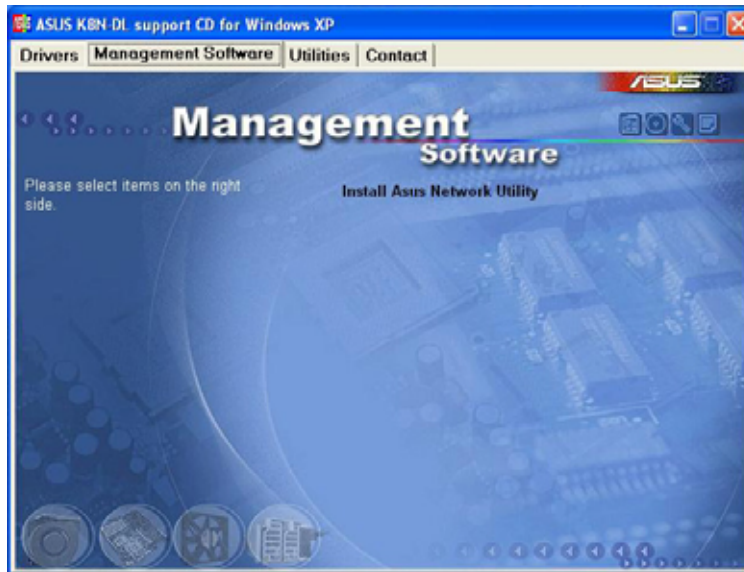 ASUS K8N-DL support CD for Windows XP
Drivers Management Software Utilities Contact
ASUS
Management
Software
Please select items on the right
side.
Install Asus Network Utility